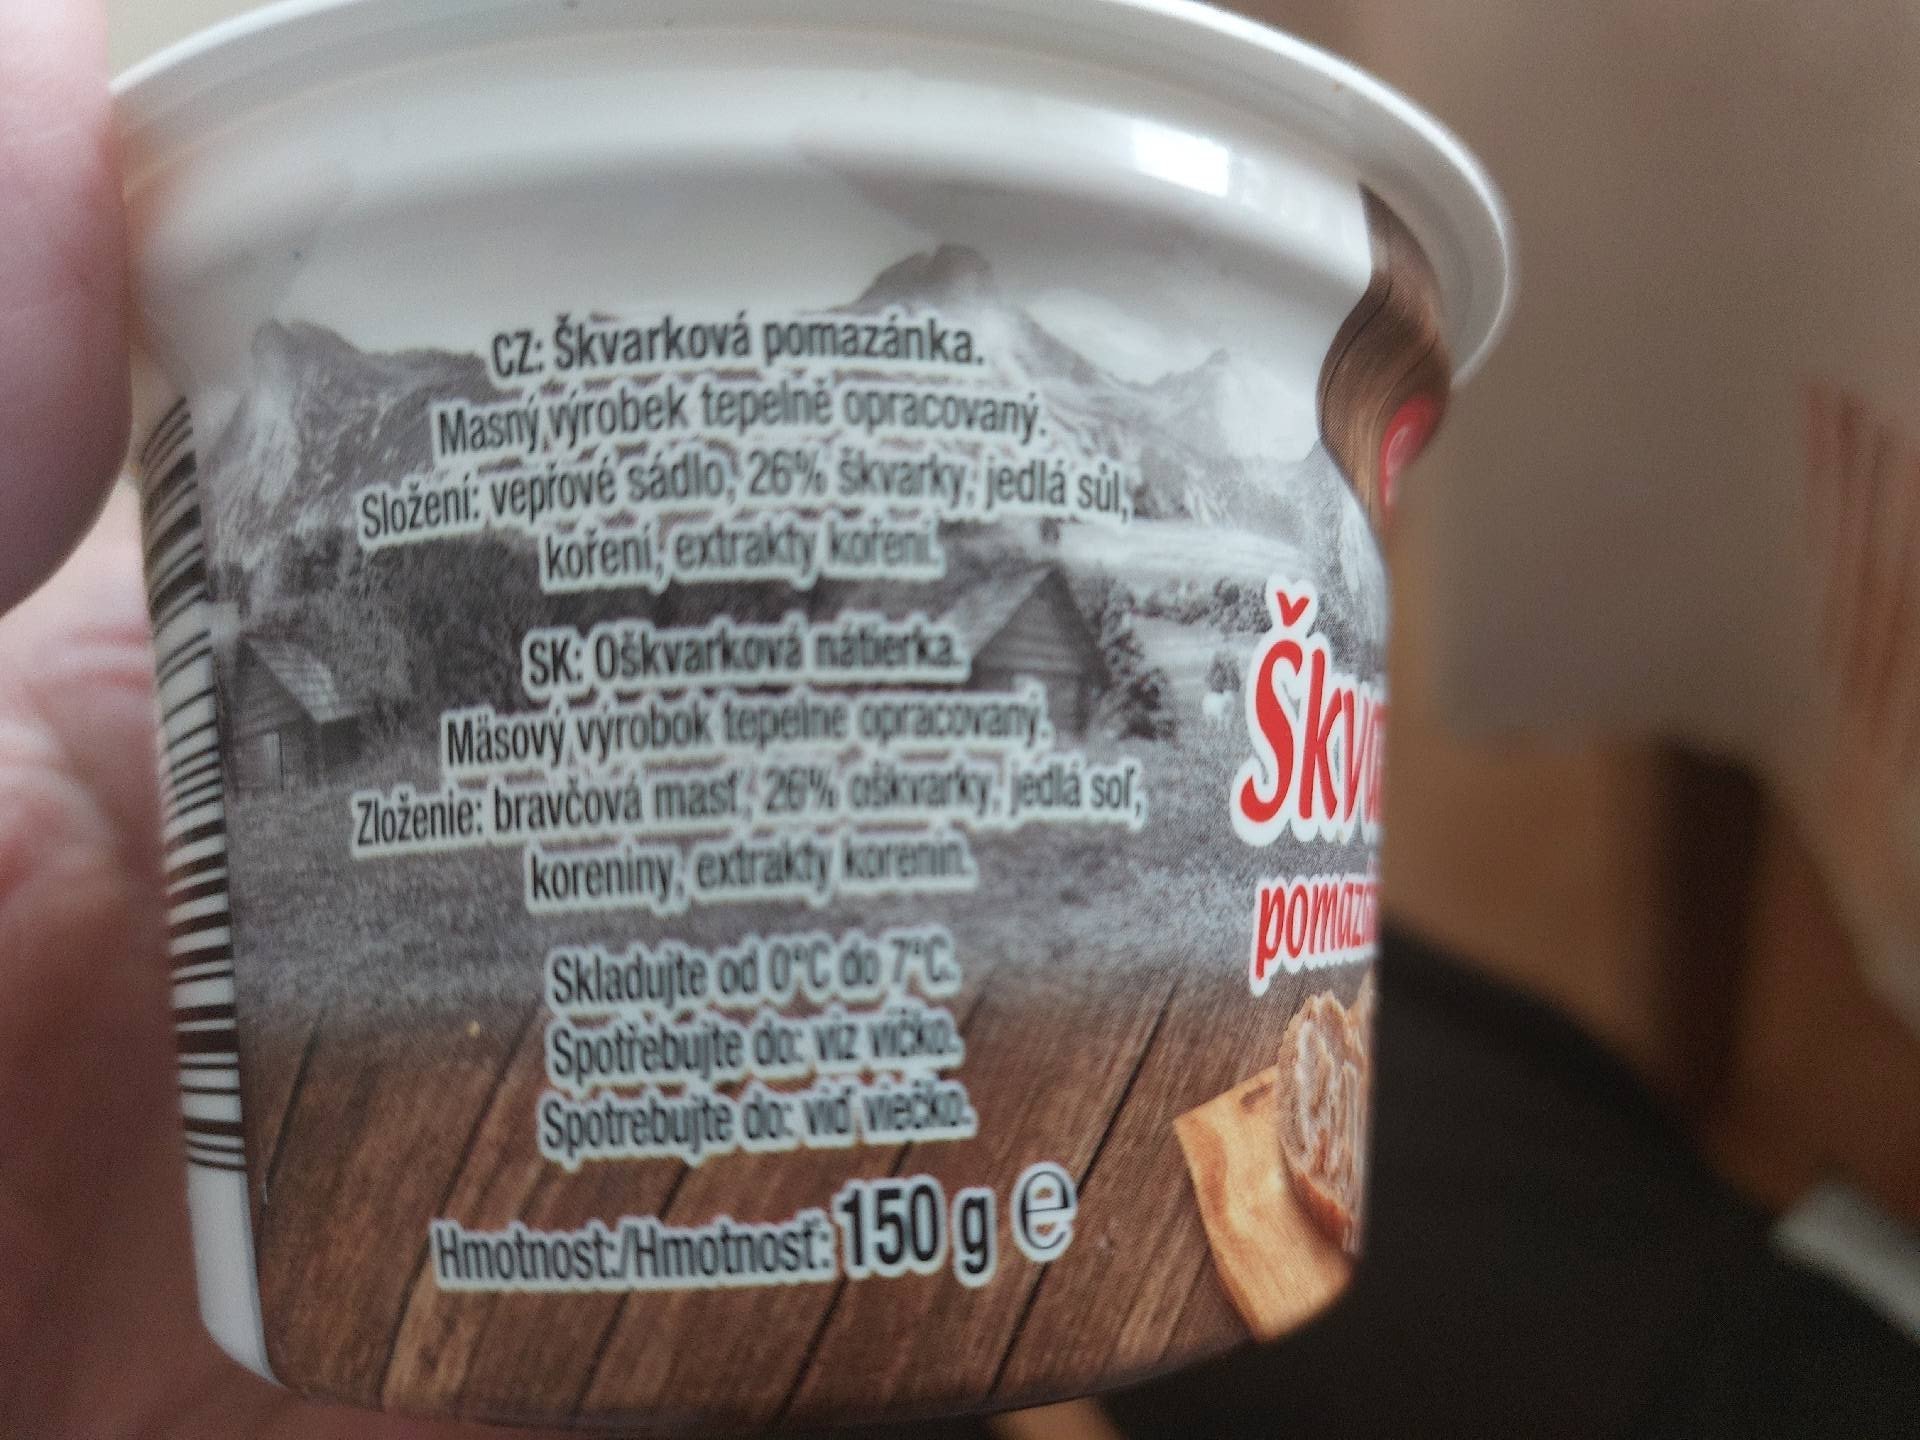 CZ: Škvarková pomazánka.
Masný výrobek tepelně opracovaný.
Složení: vepřové sádlo, 26% škvarky, jedlá sůl,
koření, extrakty koření.
SK: Oškvarková nátierka.
Mäsový výrobok tepelne opracovaný.
Zloženie: bravčová masť, 26% oškvarky, jedlá soľ,
koreniny, extrakty korenín.
Skladujte od 0°C do 7°C.
Spotřebujte do: viz víčko.
Spotrebujte do: viď viečko.
Hmotnost:/Hmotnosť: 150 g e